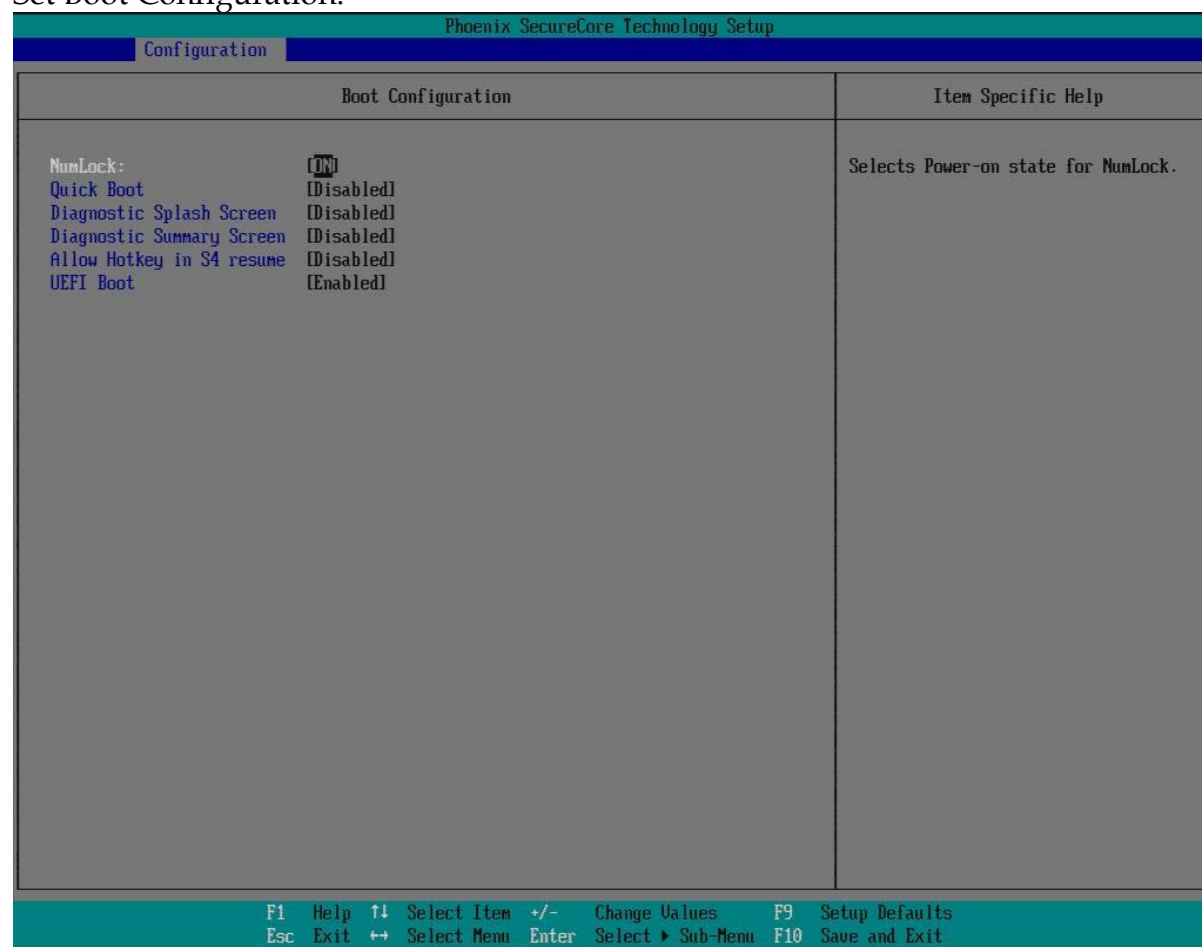 Set Boot Configuration.
Phoenix SecureCore Technology Setup
Configuration
Boot Configuration
Item Specific Help
NumLock: [ON]
Selects Power-on state for NumLock.
Quick Boot [Disabled]
Diagnostic Splash Screen [Disabled]
Diagnostic Summary Screen [Disabled]
Allow Hotkey in S4 resume [Disabled]
UEFI Boot [Enabled]
F1 Help ↑↓ Select Item +/- Change Values F9 Setup Defaults
Esc Exit ↔ Select Menu Enter Select ▶ Sub-Menu F10 Save and Exit